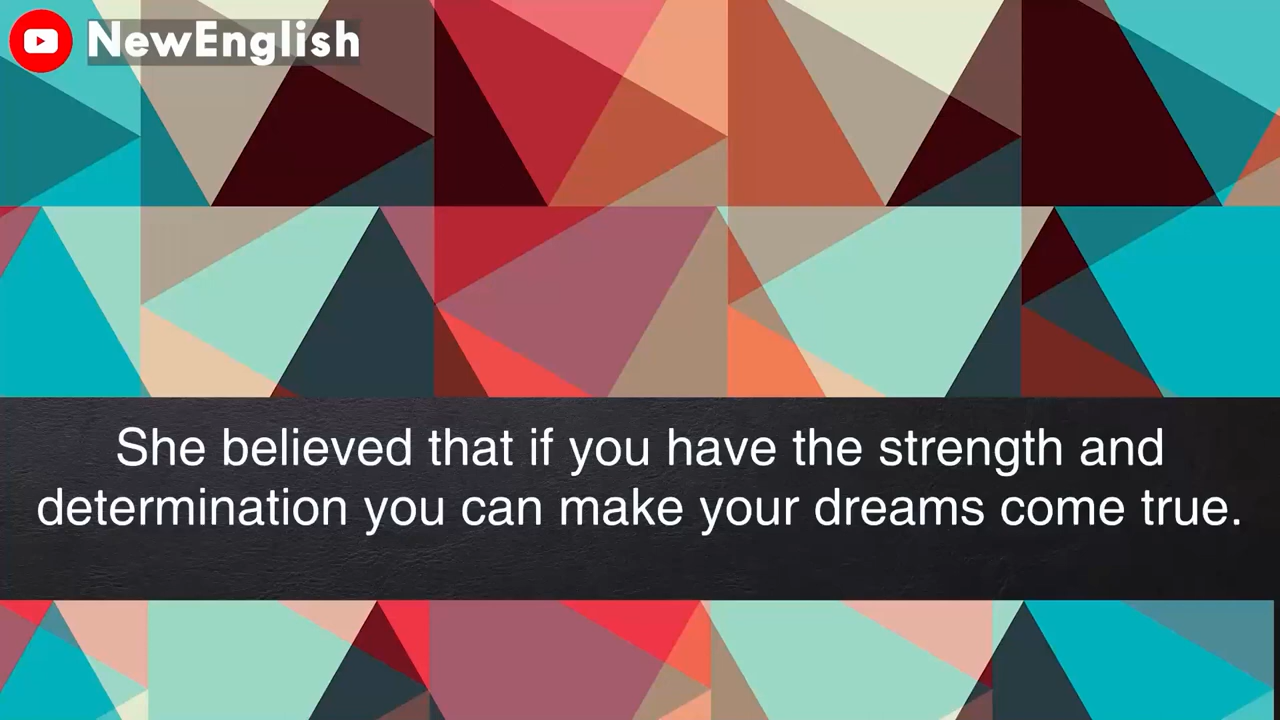 NewEnglish
She believed that if you have the strength and
determination you can make your dreams come true.